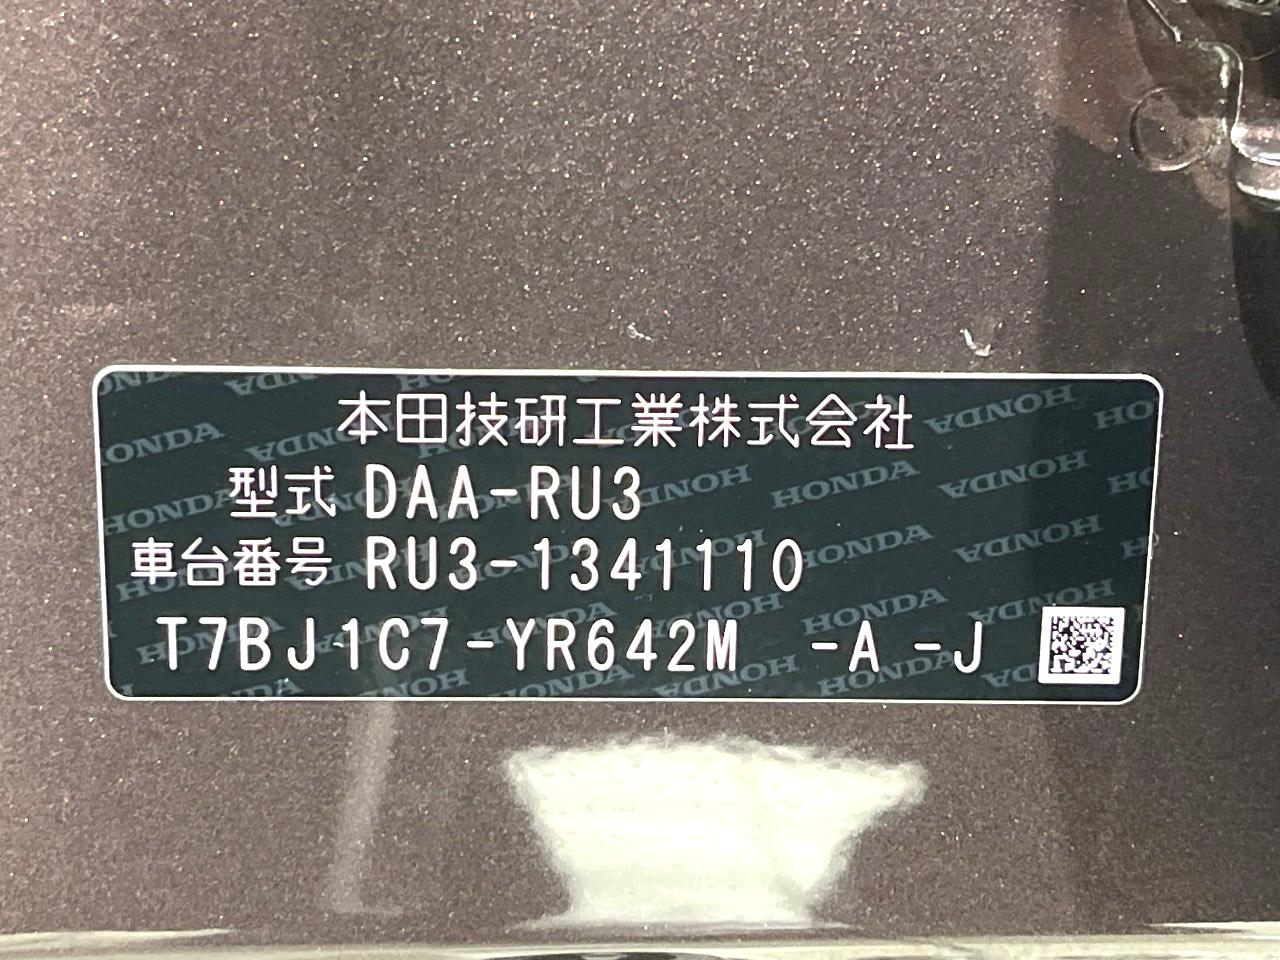 本田技研工業株式会社
型式 DAA-RU3
車台番号 RU3-1341110
T7BJ1C7-YR642M -A -J